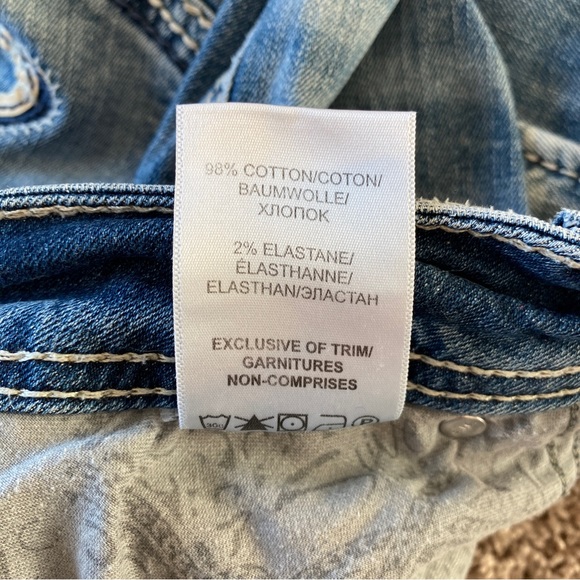 98% COTTON/COTON/
BAUMWOLLE/
ХЛОПОК
2% ELASTANE/
ÉLASTHANNE/
ELASTHAN/ЭЛАСТАН
EXCLUSIVE OF TRIM/
GARNITURES
NON-COMPRISES